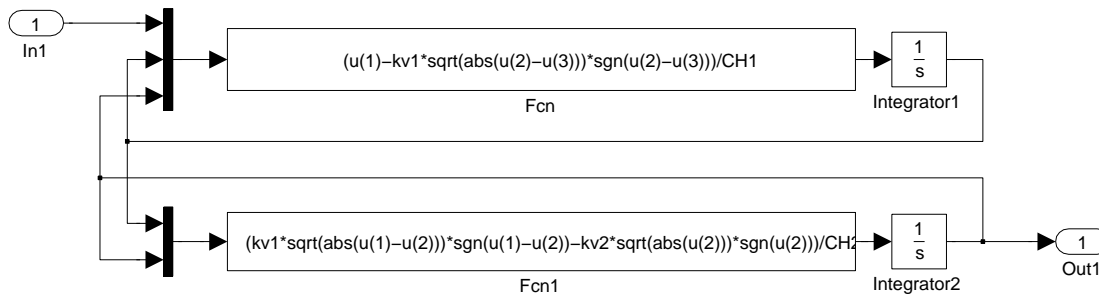 1
In1
(u(1)−kv1*sqrt(abs(u(2)−u(3)))*sgn(u(2)−u(3)))/CH1
Fcn
1
s
Integrator1
(kv1*sqrt(abs(u(1)−u(2)))*sgn(u(1)−u(2))−kv2*sqrt(abs(u(2)))*sgn(u(2)))/CH2
Fcn1
1
s
Integrator2
1
Out1